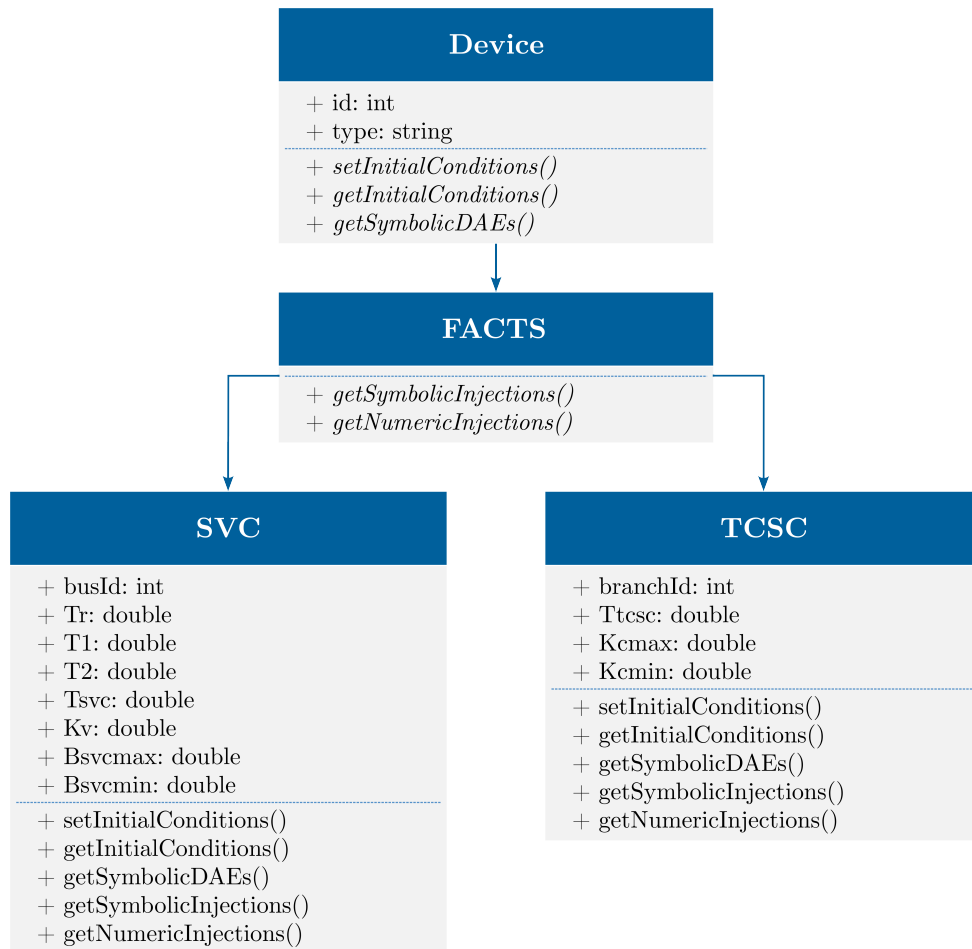 Device
+ id: int
+ type: string
+ setInitialConditions()
+ getInitialConditions()
+ getSymbolicDAEs()
FACTS
+ getSymbolicInjections()
+ getNumericInjections()
SVC
+ busId: int
+ Tr: double
+ T1: double
+ T2: double
+ Tsvc: double
+ Kv: double
+ Bsvcmax: double
+ Bsvcmin: double
+ setInitialConditions()
+ getInitialConditions()
+ getSymbolicDAEs()
+ getSymbolicInjections()
+ getNumericInjections()
TCSC
+ branchId: int
+ Ttcsc: double
+ Kcmax: double
+ Kcmin: double
+ setInitialConditions()
+ getInitialConditions()
+ getSymbolicDAEs()
+ getSymbolicInjections()
+ getNumericInjections()